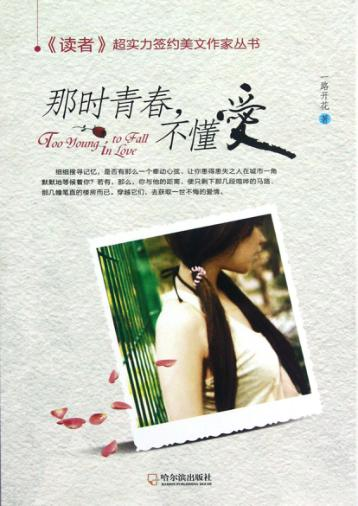 《读者》超实力签约美文作家丛书
一路开花 著
那时青春，
不懂爱
Too Young to Fall
in Love
细细搜寻记忆，是否有那么一个牵动心弦、让你患得患失之人在城市一角
默默地等候着你？若有，那么，你与他的距离，便只剩下那几段喧哗的马路，
那几幢笔直的楼房而已。穿越它们，去获取一世不悔的爱情。
哈尔滨出版社
HARBIN PUBLISHING HOUSE